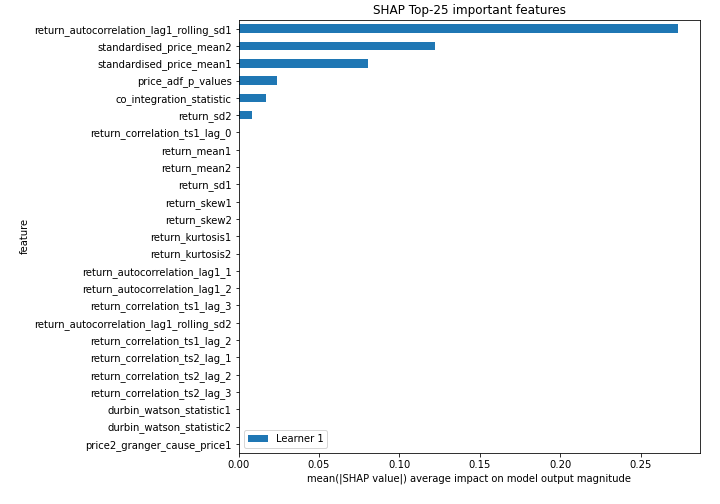 SHAP Top-25 important features
return_autocorrelation_lag1_rolling_sd1
standardised_price_mean2
standardised_price_mean1
price_adf_p_values
co_integration_statistic
return_sd2
return_correlation_ts1_lag_0
return_mean1
return_mean2
return_sd1
return_skew1
return_skew2
return_kurtosis1
return_kurtosis2
return_autocorrelation_lag1_1
return_autocorrelation_lag1_2
return_correlation_ts1_lag_3
return_autocorrelation_lag1_rolling_sd2
return_correlation_ts1_lag_2
return_correlation_ts2_lag_1
return_correlation_ts2_lag_2
return_correlation_ts2_lag_3
durbin_watson_statistic1
durbin_watson_statistic2
price2_granger_cause_price1
feature
Learner 1
0.00 0.05 0.10 0.15 0.20 0.25
mean(|SHAP value|) average impact on model output magnitude